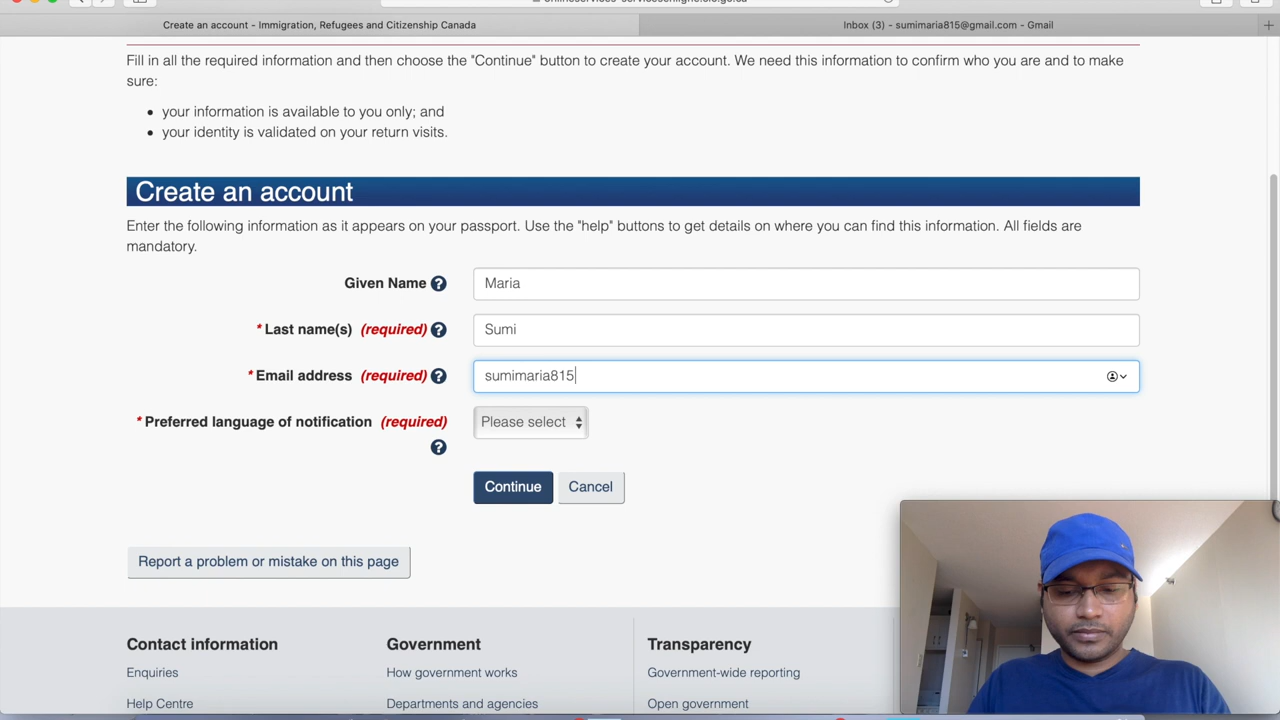 Create an account - Immigration, Refugees and Citizenship Canada
Inbox (3) - sumimaria815@gmail.com - Gmail
Fill in all the required information and then choose the "Continue" button to create your account. We need this information to confirm who you are and to make
sure:
your information is available to you only; and
your identity is validated on your return visits.
Create an account
Enter the following information as it appears on your passport. Use the "help" buttons to get details on where you can find this information. All fields are
mandatory.
Given Name ? Maria
* Last name(s) (required) ? Sumi
* Email address (required) ? sumimaria815
* Preferred language of notification (required) Please select
?
Continue Cancel
Report a problem or mistake on this page
Contact information Government Transparency
Enquiries How government works Government-wide reporting
Help Centre Departments and agencies Open government